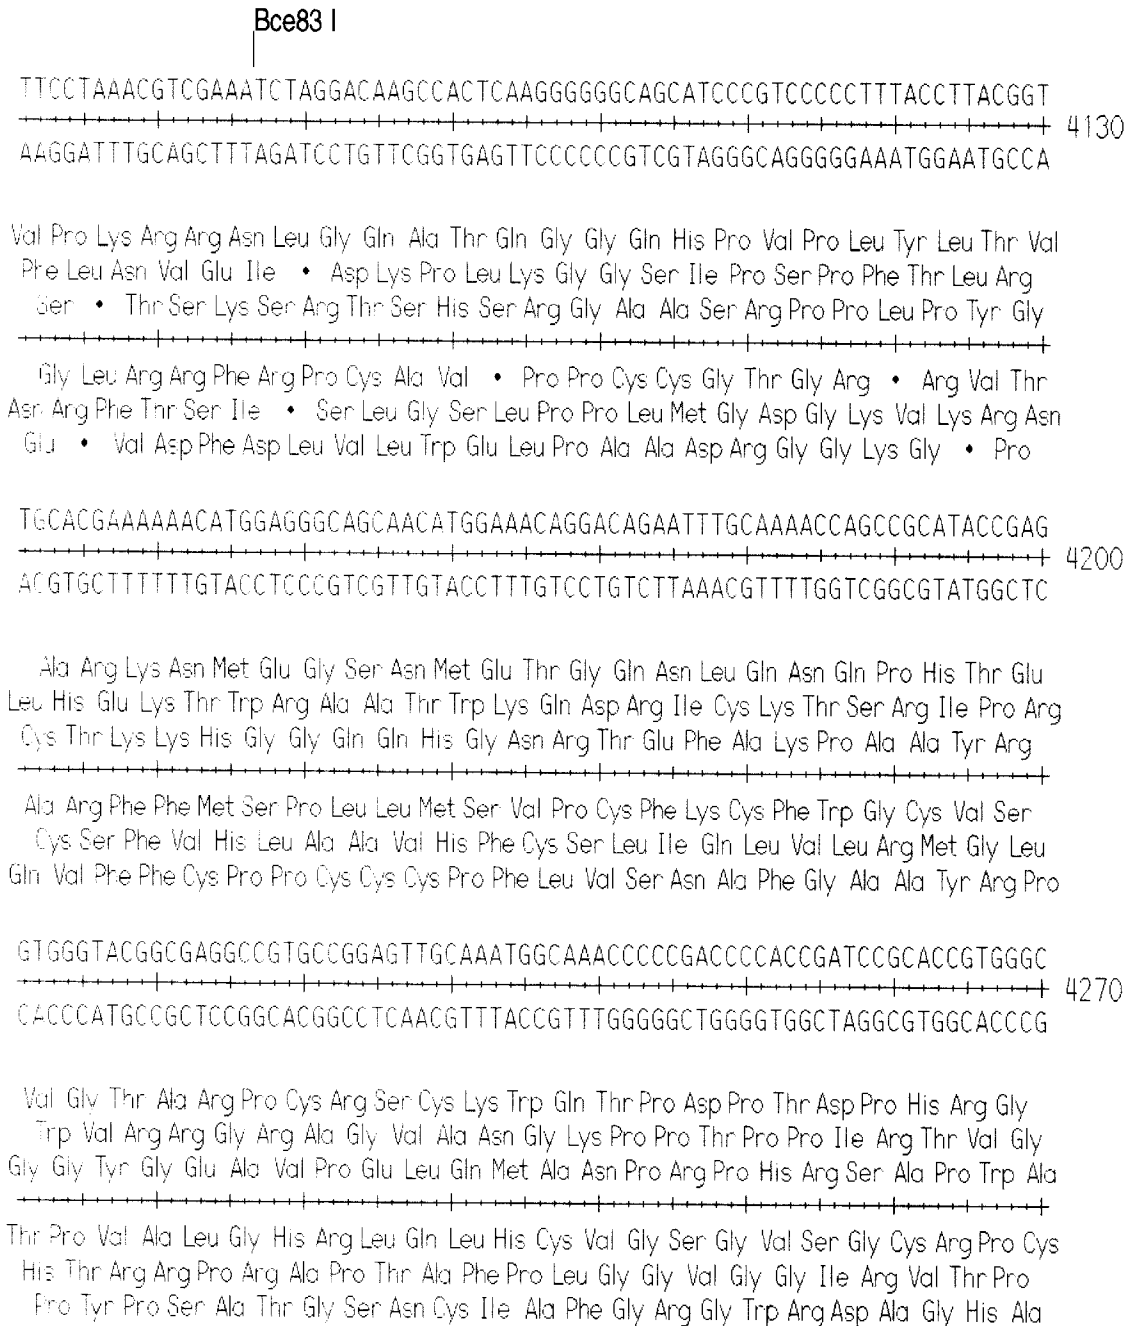 Bce83 I
TTCCTAAACGTCGAAATCTAGGACAAGCCACTCAAGGGGGGCAGCATCCCGTCCCCCTTTACCTTACGGT
4130
AAGGATTTGCAGCTTTAGATCCTGTTCGGTGAGTTCCCCCCGTCGTAGGGCAGGGGGAAATGGAATGCCA
Val Pro Lys Arg Arg Asn Leu Gly Gln Ala Thr Gln Gly Gly Gln His Pro Val Pro Leu Tyr Leu Thr Val
Phe Leu Asn Val Glu Ile • Asp Lys Pro Leu Lys Gly Gly Ser Ile Pro Ser Pro Phe Thr Leu Arg
Ser • Thr Ser Lys Ser Arg Thr Ser His Ser Arg Gly Ala Ala Ser Arg Pro Pro Leu Pro Tyr Gly
Gly Leu Arg Arg Phe Arg Pro Cys Ala Val • Pro Pro Cys Cys Gly Thr Gly Arg • Arg Val Thr
Asn Arg Phe Thr Ser Ile • Ser Leu Gly Ser Leu Pro Pro Leu Met Gly Asp Gly Lys Val Lys Arg Asn
Glu • Val Asp Phe Asp Leu Val Leu Trp Glu Leu Pro Ala Ala Asp Arg Gly Gly Lys Gly • Pro
TGCACGAAAAAAACATGGAGGGCAGCAACATGGAAACAGGACAGAATTTGCAAAACCAGCCGCATACCGAG
4200
ACGTGCTTTTTTGTACCTCCCGTCGTTGTACCTTTGTCCTGTCTTAAACGTTTTGGTCGGCGTATGGCTC
Ala Arg Lys Asn Met Glu Gly Ser Asn Met Glu Thr Gly Gln Asn Leu Gln Asn Gln Pro His Thr Glu
Leu His Glu Lys Thr Trp Arg Ala Ala Thr Trp Lys Gln Asp Arg Ile Cys Lys Thr Ser Arg Ile Pro Arg
Cys Thr Lys Lys His Gly Gly Gln Gln His Gly Asn Arg Thr Glu Phe Ala Lys Pro Ala Ala Tyr Arg
Ala Arg Phe Phe Met Ser Pro Leu Leu Met Ser Val Pro Cys Phe Lys Cys Phe Trp Gly Cys Val Ser
Cys Ser Phe Val His Leu Ala Ala Val His Phe Cys Ser Leu Ile Gln Leu Val Leu Arg Met Gly Leu
Gln Val Phe Phe Cys Pro Pro Cys Cys Cys Pro Phe Leu Val Ser Asn Ala Phe Gly Ala Ala Tyr Arg Pro
GTGGGTACGGCGAGGCCGTGCCGGAGTTGCAAATGGCAAACCCCCGACCCCACCGATCCGCACCGTGGGC
4270
CACCCATGCCGCTCCGGCACGGCCTCAACGTTTACCGTTTGGGGGCTGGGGTGGCTAGGCGTGGCACCCG
Val Gly Thr Ala Arg Pro Cys Arg Ser Cys Lys Trp Gln Thr Pro Asp Pro Thr Asp Pro His Arg Gly
Trp Val Arg Arg Gly Arg Ala Gly Val Ala Asn Gly Lys Pro Pro Thr Pro Pro Ile Arg Thr Val Gly
Gly Gly Tyr Gly Glu Ala Val Pro Glu Leu Gln Met Ala Asn Pro Arg Pro His Arg Ser Ala Pro Trp Ala
Thr Pro Val Ala Leu Gly His Arg Leu Gln Leu His Cys Val Gly Ser Gly Val Ser Gly Cys Arg Pro Cys
His Thr Arg Arg Pro Arg Ala Pro Thr Ala Phe Pro Leu Gly Gly Val Gly Gly Ile Arg Val Thr Pro
Pro Tyr Pro Ser Ala Thr Gly Ser Asn Cys Ile Ala Phe Gly Arg Gly Trp Arg Asp Ala Gly His Ala